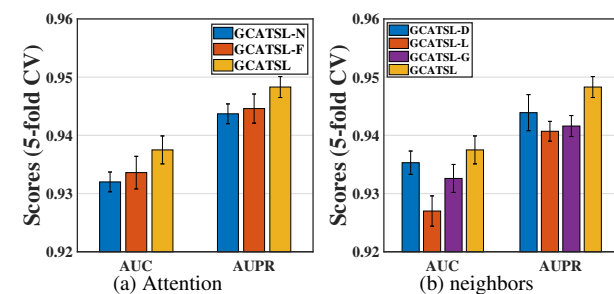 0.96
0.95
0.94
0.93
0.92
Scores (5-fold CV)
GCATSL-N
GCATSL-F
GCATSL
AUC
AUPR
(a) Attention
0.96
0.95
0.94
0.93
0.92
Scores (5-fold CV)
GCATSL-D
GCATSL-L
GCATSL-G
GCATSL
AUC
AUPR
(b) neighbors